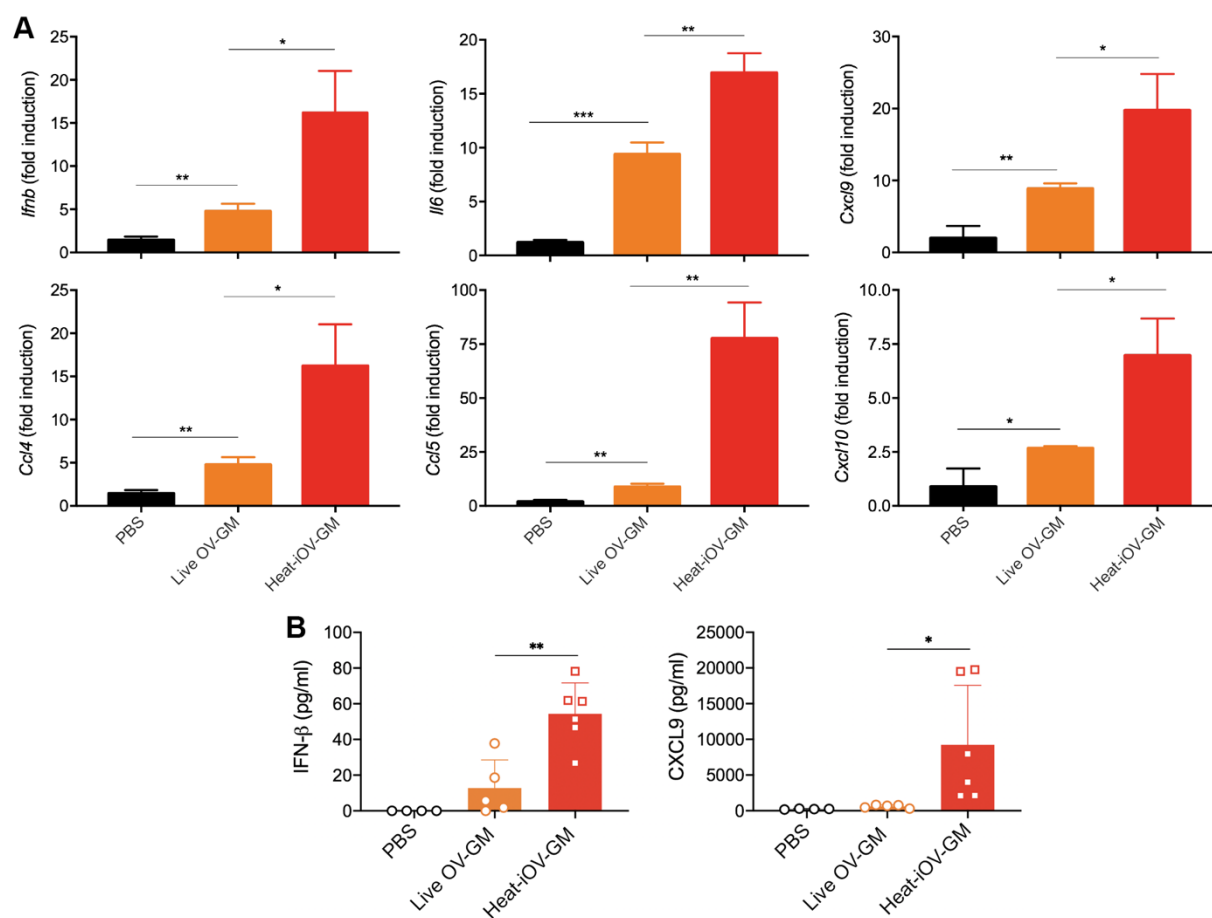 A
Ifnb (fold induction)
25
20
15
10
5
0
**
*
Il6 (fold induction)
20
15
10
5
0
***
**
Cxcl9 (fold induction)
30
20
10
0
**
*
Ccl4 (fold induction)
25
20
15
10
5
0
**
*
PBS
Live OV-GM
Heat-iOV-GM
Ccl5 (fold induction)
100
75
50
25
0
**
**
PBS
Live OV-GM
Heat-iOV-GM
Cxcl10 (fold induction)
10.0
7.5
5.0
2.5
0.0
*
*
PBS
Live OV-GM
Heat-iOV-GM
B
IFN-β (pg/ml)
100
80
60
40
20
0
**
PBS
Live OV-GM
Heat-iOV-GM
CXCL9 (pg/ml)
25000
20000
15000
10000
5000
0
*
PBS
Live OV-GM
Heat-iOV-GM